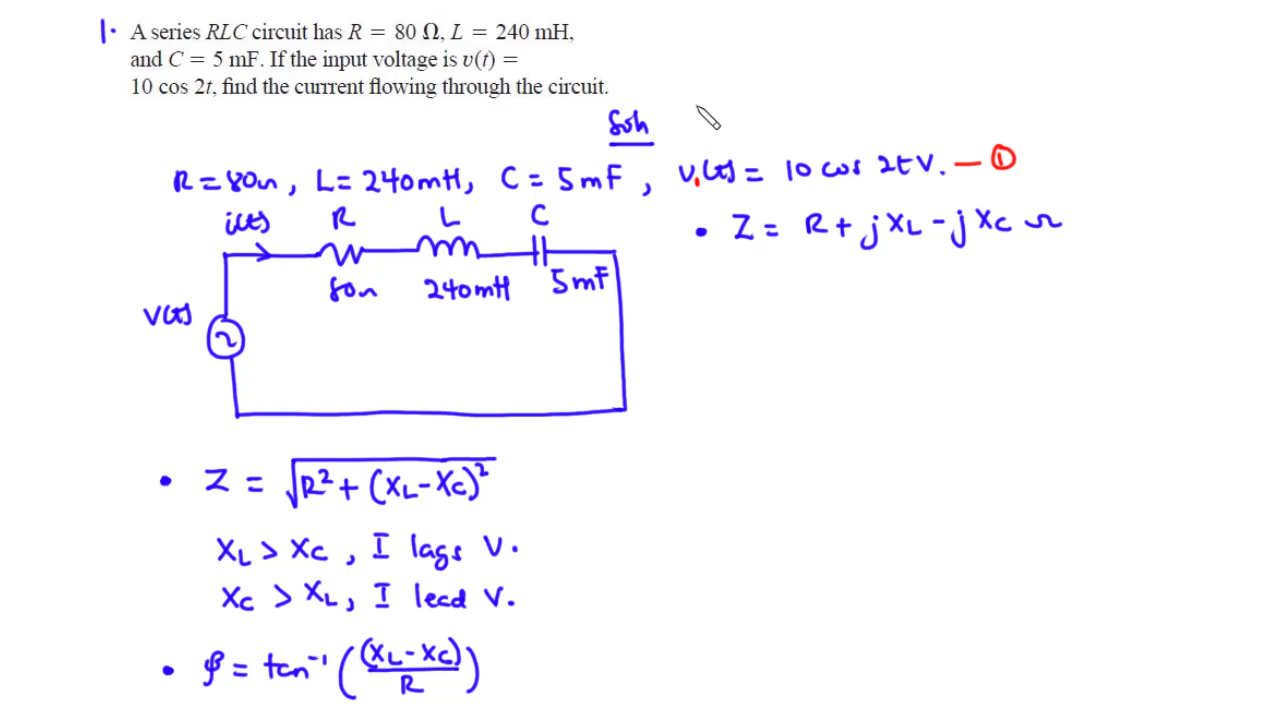 1. A series RLC circuit has R = 80 Ω, L = 240 mH,
and C = 5 mF. If the input voltage is v(t) =
10 cos 2t, find the currrent flowing through the circuit.
Soln
R = 80Ω, L = 240mH, C = 5mF, V₁(t) = 10 cos 2t V. — ①
• Z = R + jXL - jXC Ω
i(t) R L C
80Ω 240mH 5mF
V(t)
• Z = √(R² + (XL - XC)²)
XL > XC, I lags V.
XC > XL, I lead V.
• φ = tan⁻¹ ((XL - XC) / R)